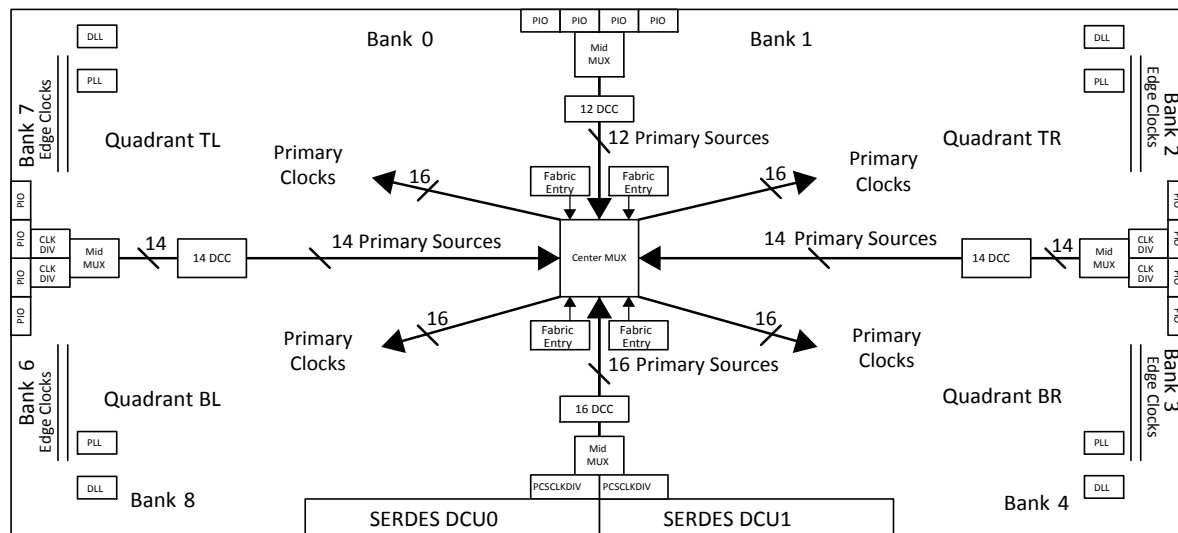 PIO PIO PIO PIO
Bank 0
Bank 1
Mid
MUX
DLL
DLL
PLL
PLL
Bank 7
Edge Clocks
Bank 2
Edge Clocks
12 DCC
12 Primary Sources
Quadrant TL
Quadrant TR
Primary
Clocks
16
Fabric
Entry
Fabric
Entry
16
Primary
Clocks
PIO
PIO
PIO
PIO
CLK
DIV
CLK
DIV
Mid
MUX
14
14 DCC
14 Primary Sources
Center MUX
14 Primary Sources
14 DCC
14
Mid
MUX
CLK
DIV
CLK
DIV
PIO
PIO
PIO
PIO
Primary
Clocks
16
Fabric
Entry
Fabric
Entry
16
Primary
Clocks
16 Primary Sources
Bank 6
Edge Clocks
Bank 3
Edge Clocks
Quadrant BL
Quadrant BR
16 DCC
PLL
PLL
Mid
MUX
DLL
DLL
Bank 8
Bank 4
PCSCLKDIV PCSCLKDIV
SERDES DCU0
SERDES DCU1